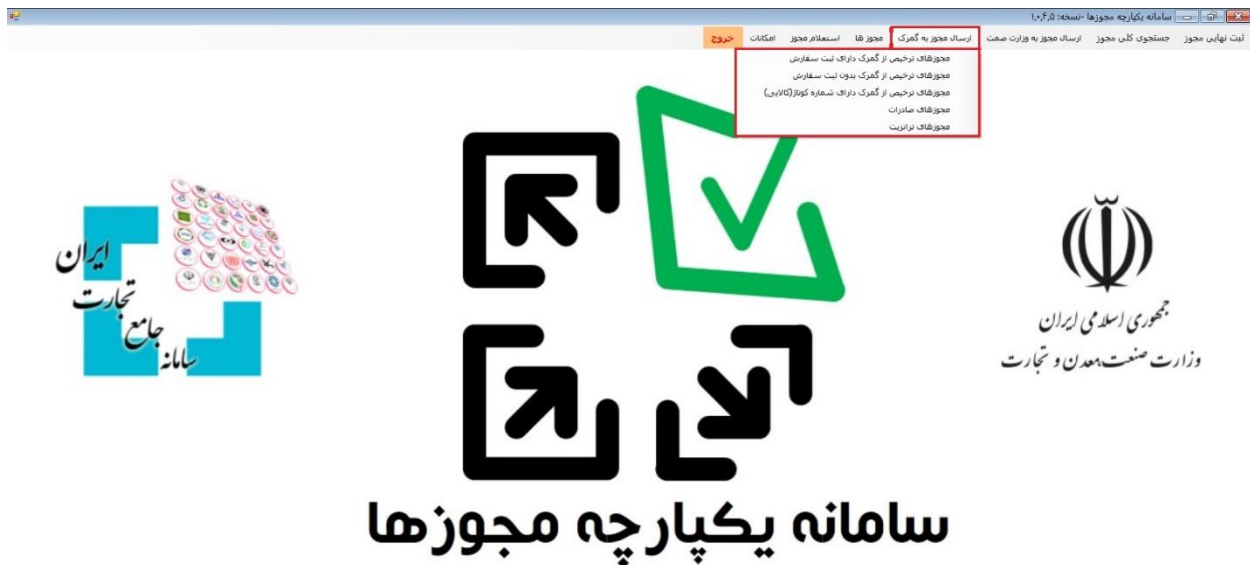 سامانه یکپارچه مجوزها -نسخه: ۱,۰,۴,۵
ثبت نهایی مجوز جستجوی کلی مجوز ارسال مجوز به وزارت صمت ارسال مجوز به گمرک مجوز ها استعلام مجوز امکانات خروج
مجوزهای ترخیص از گمرک دارای ثبت سفارش
مجوزهای ترخیص از گمرک بدون ثبت سفارش
مجوزهای ترخیص از گمرک دارای شماره کوتاژ(کالایی)
مجوزهای صادرات
مجوزهای ترانزیت
جمهوری اسلامی ایران
وزارت صنعت، معدن و تجارت
ایران
تجارت
جامع
سامانه
سامانه یکپارچه مجوزها